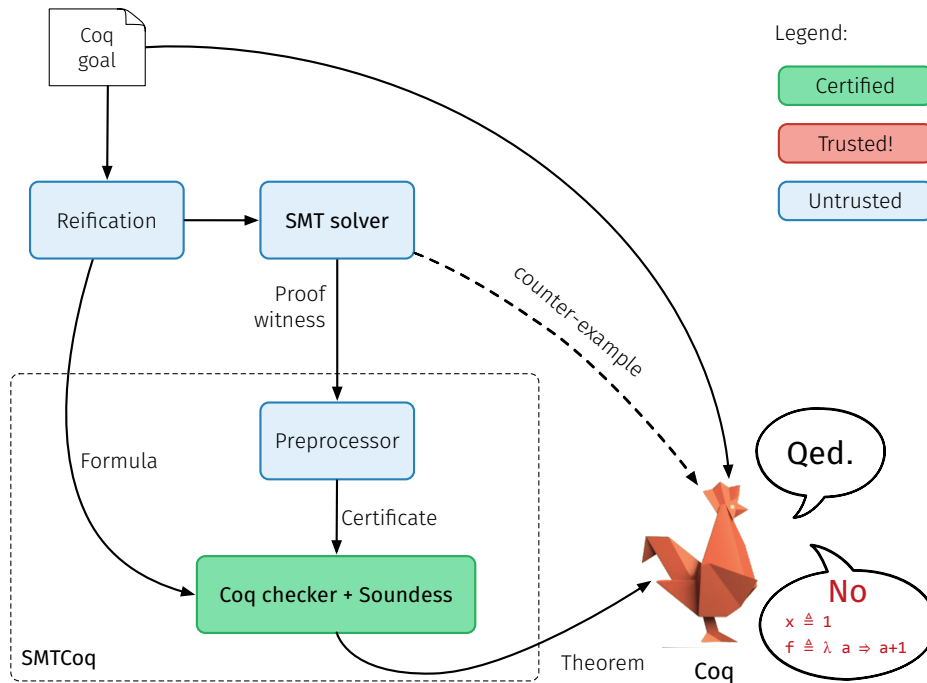 Coq
goal
Legend:
Certified
Trusted!
Untrusted
Reification
SMT solver
Proof
witness
counter-example
Preprocessor
Formula
Certificate
Qed.
Coq checker + Soundess
No
x ≜ 1
f ≜ λ a ⇒ a+1
SMTCoq
Theorem
Coq